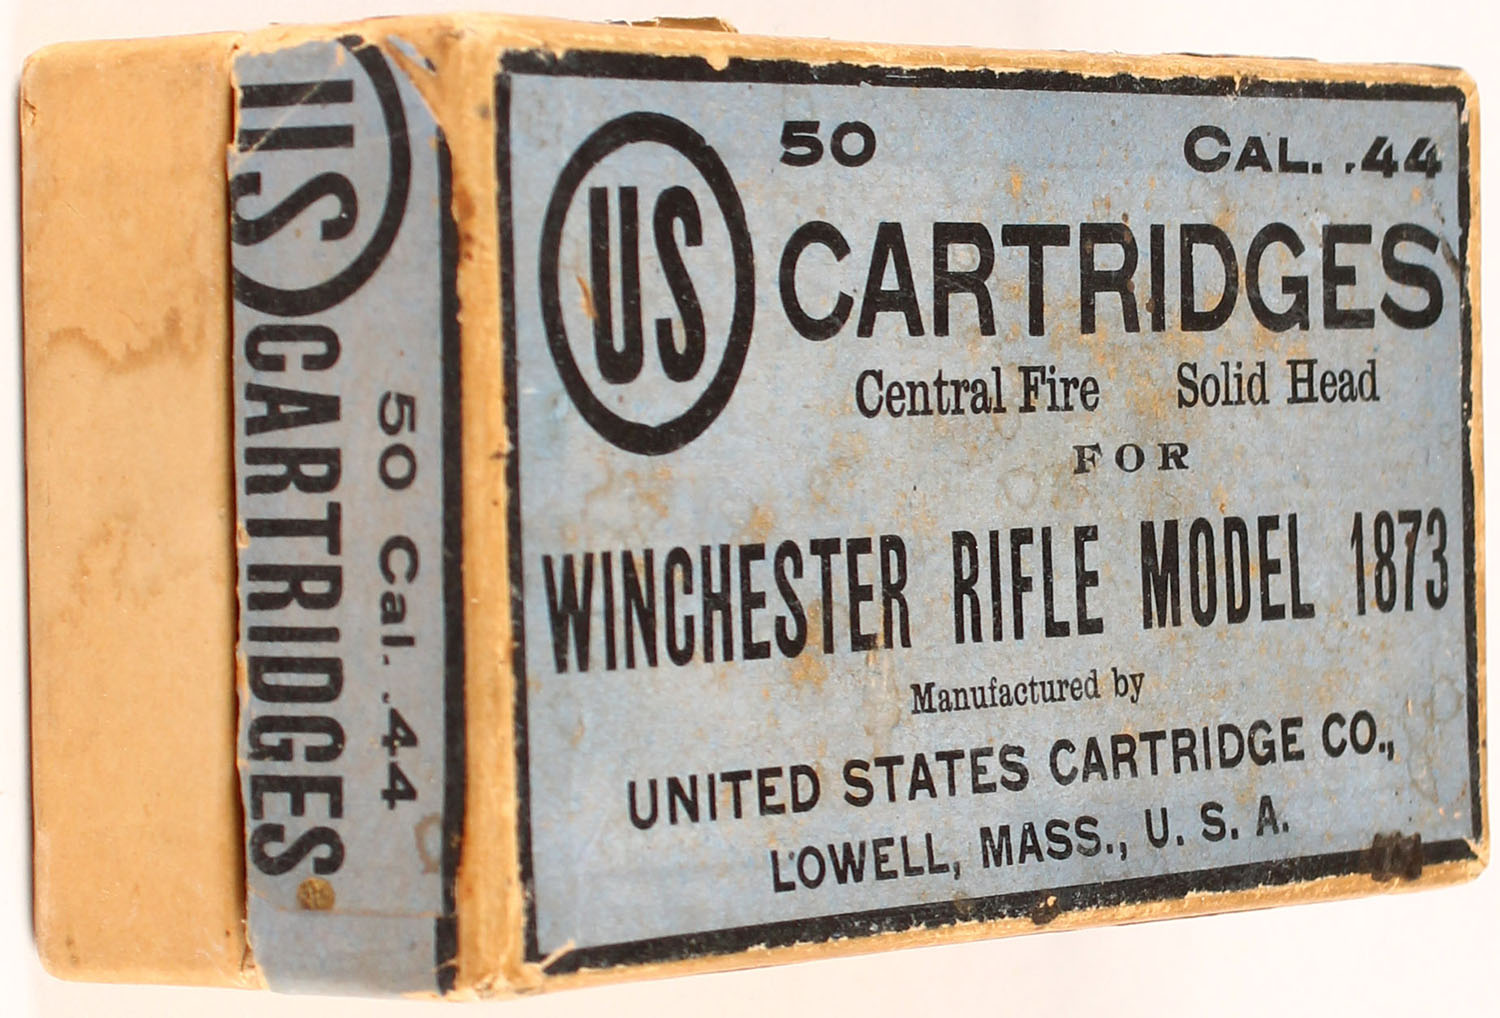 US
50 CAL. .44
CARTRIDGES
Central Fire Solid Head
FOR
WINCHESTER RIFLE MODEL 1873
Manufactured by
UNITED STATES CARTRIDGE CO.,
LOWELL, MASS., U. S. A.
US CARTRIDGES
50 Cal. .44